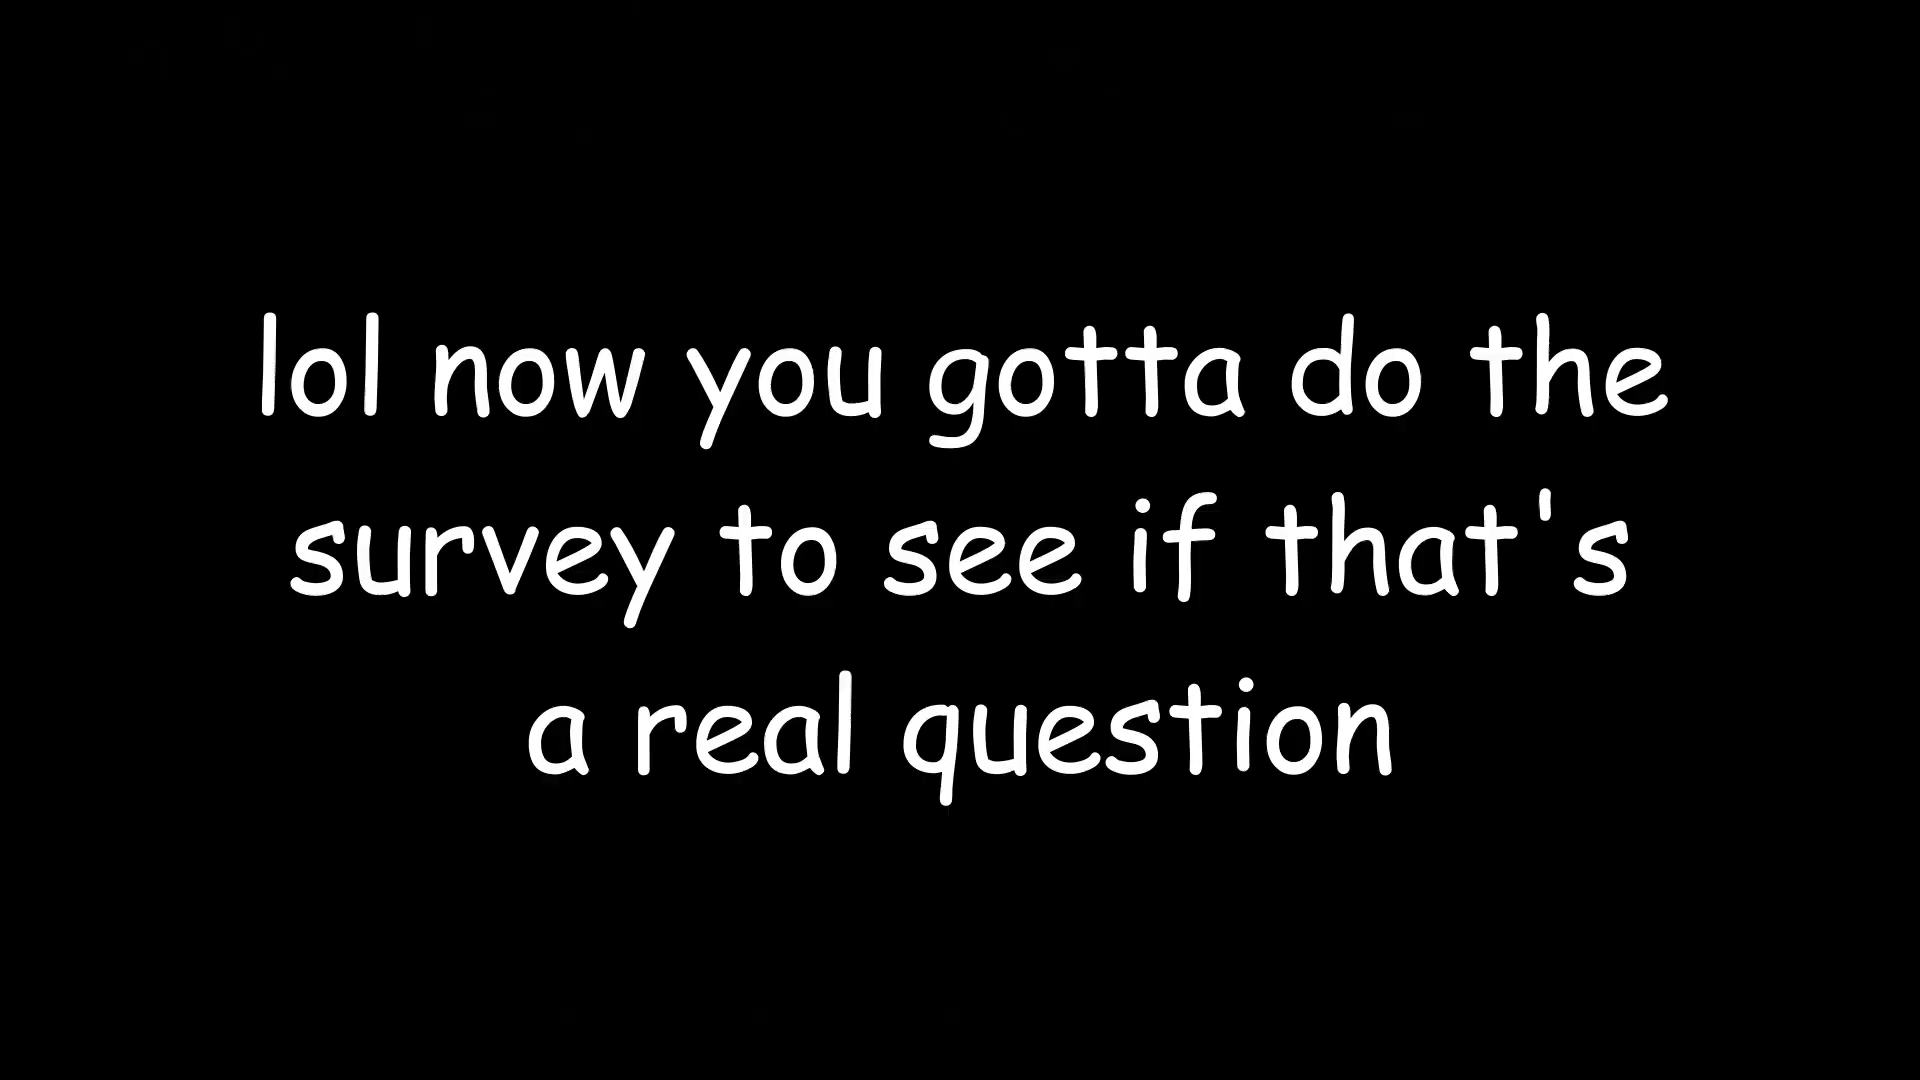 lol now you gotta do the
survey to see if that's
a real question